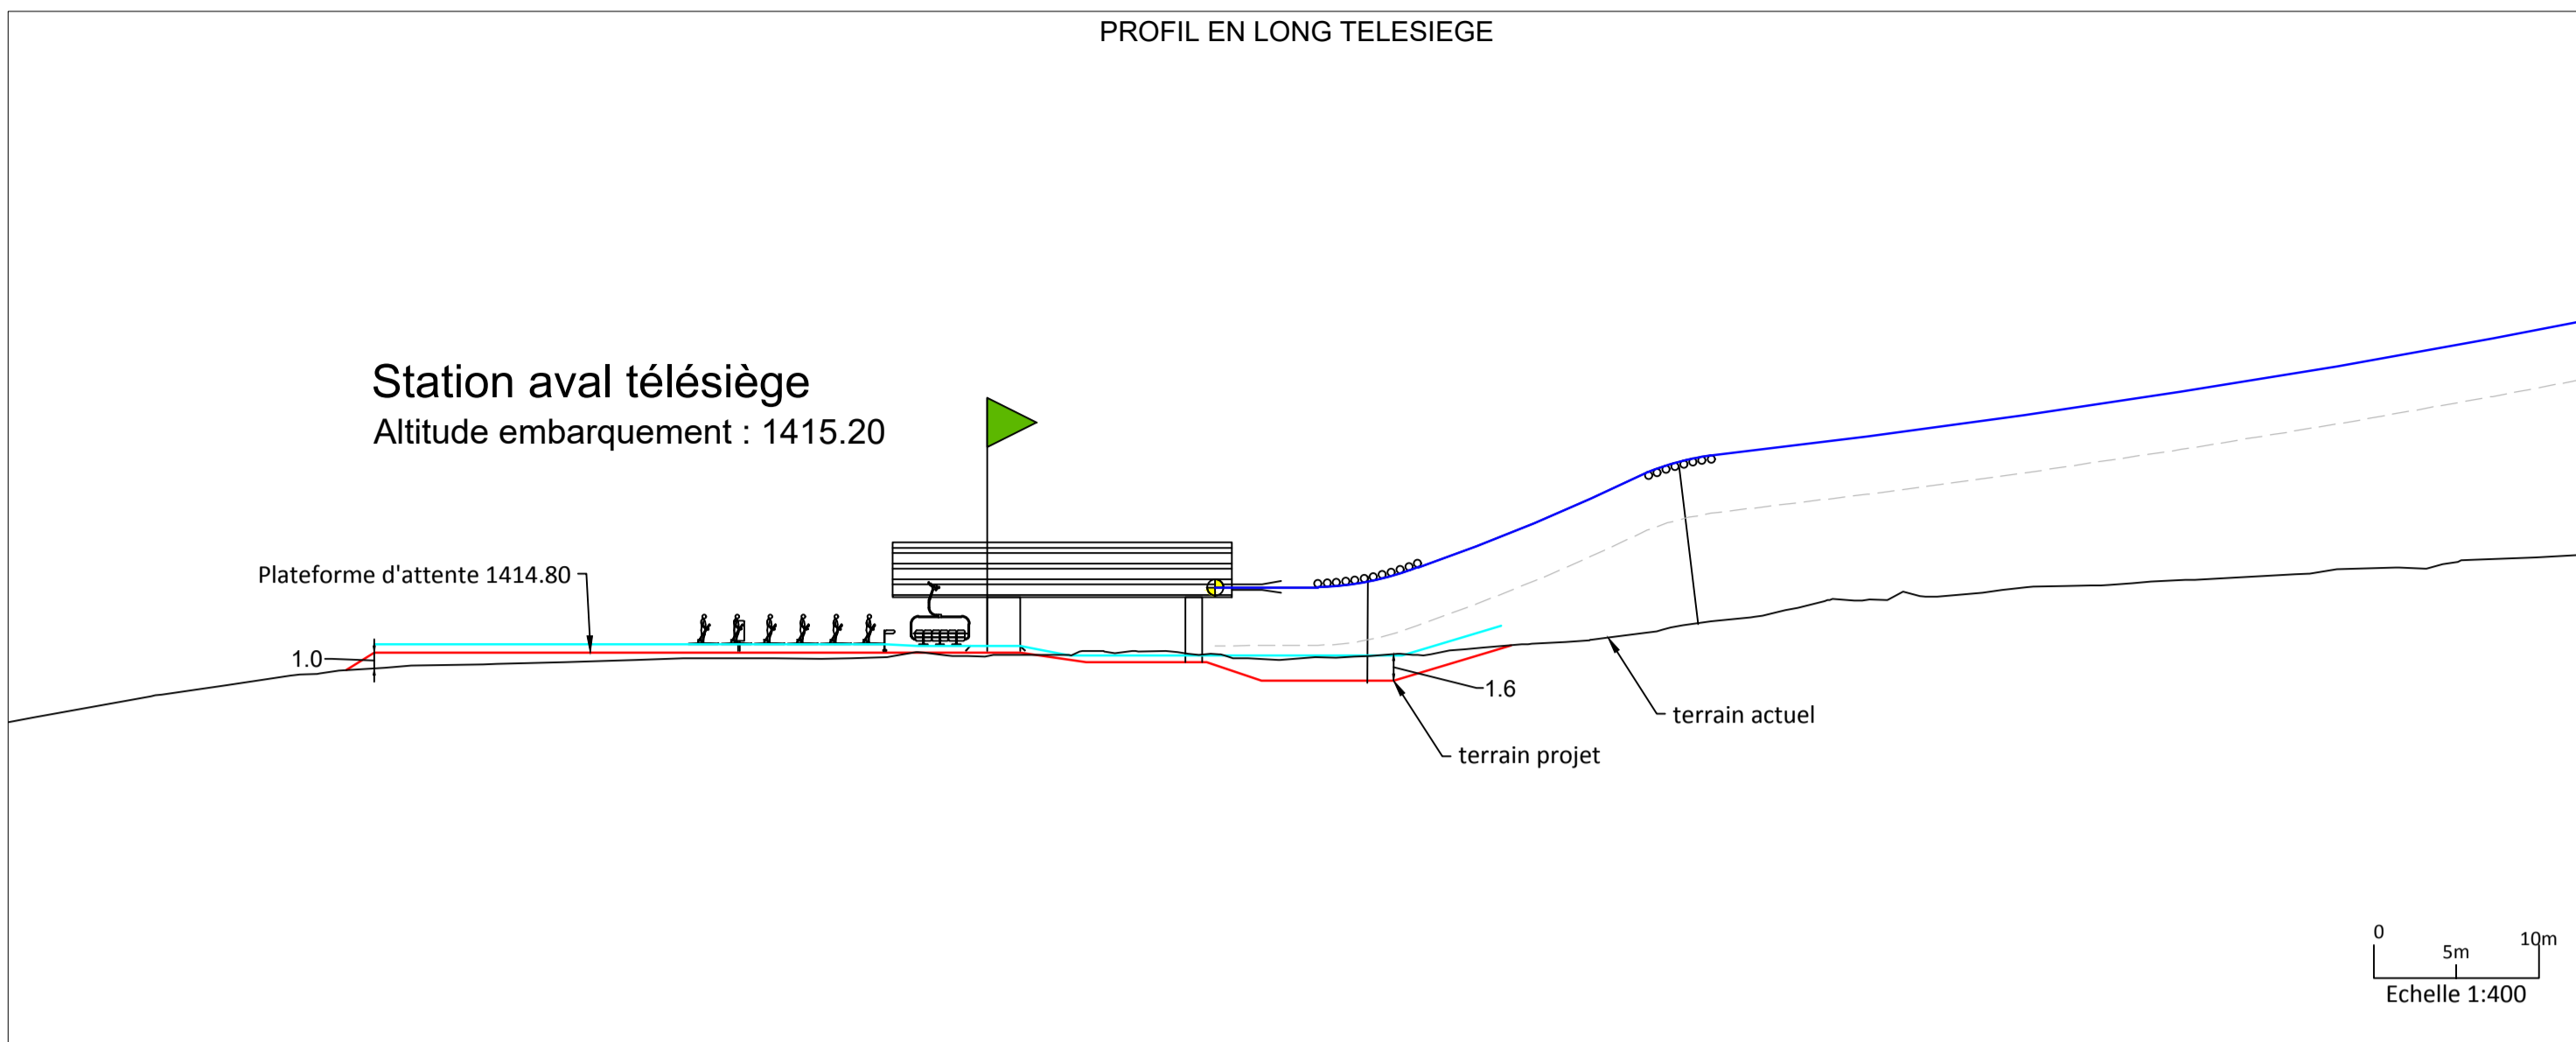 PROFIL EN LONG TELESIEGE
Station aval télésiège
Altitude embarquement : 1415.20
Plateforme d'attente 1414.80
1.0
1.6
terrain actuel
terrain projet
0
5m
10m
Echelle 1:400